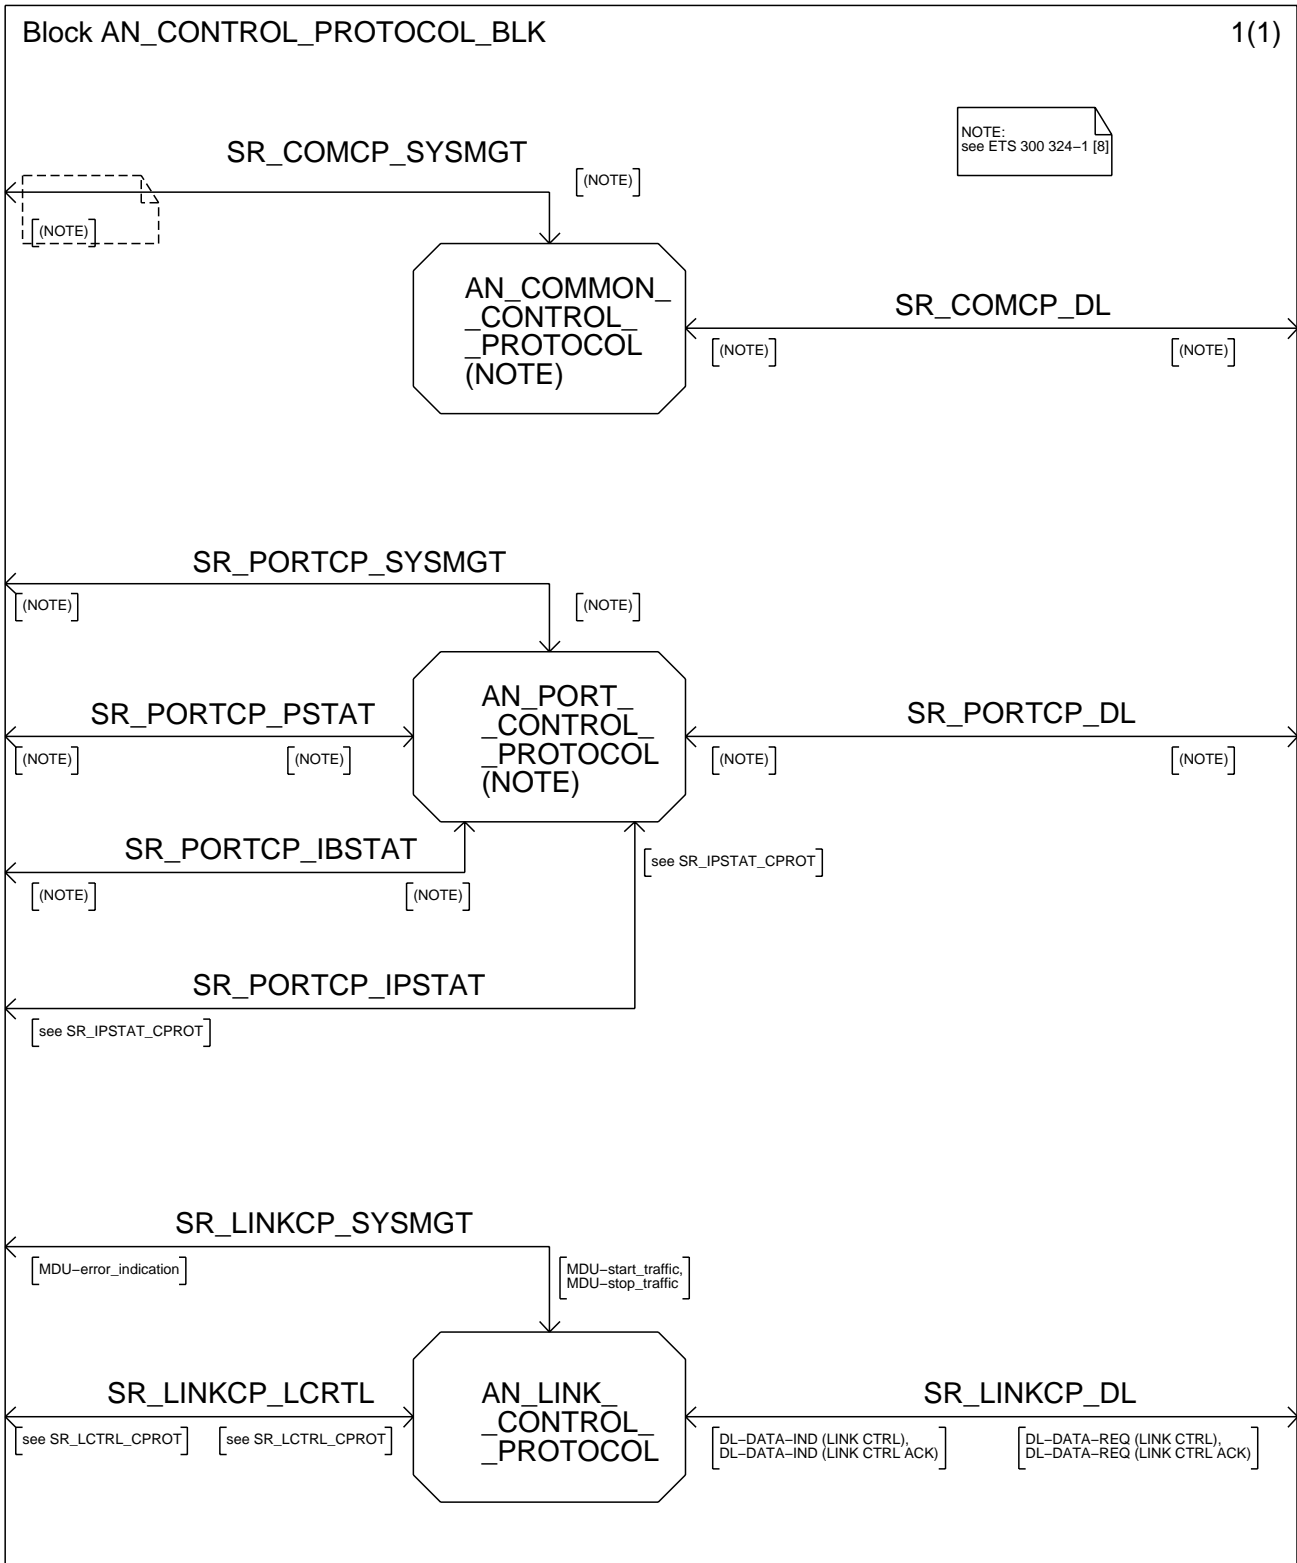 Block AN_CONTROL_PROTOCOL_BLK
1(1)
NOTE:
see ETS 300 324−1 [8]
SR_COMCP_SYSMGT
(NOTE)
(NOTE)
AN_COMMON_
_CONTROL_
_PROTOCOL
(NOTE)
SR_COMCP_DL
(NOTE)
(NOTE)
SR_PORTCP_SYSMGT
(NOTE)
(NOTE)
SR_PORTCP_PSTAT
(NOTE)
(NOTE)
AN_PORT_
_CONTROL_
_PROTOCOL
(NOTE)
SR_PORTCP_DL
(NOTE)
(NOTE)
SR_PORTCP_IBSTAT
(NOTE)
(NOTE)
see SR_IPSTAT_CPROT
SR_PORTCP_IPSTAT
see SR_IPSTAT_CPROT
SR_LINKCP_SYSMGT
MDU−error_indication
MDU−start_traffic,
MDU−stop_traffic
SR_LINKCP_LCRTL
see SR_LCTRL_CPROT
see SR_LCTRL_CPROT
AN_LINK_
_CONTROL_
_PROTOCOL
SR_LINKCP_DL
DL−DATA−IND (LINK CTRL),
DL−DATA−IND (LINK CTRL ACK)
DL−DATA−REQ (LINK CTRL),
DL−DATA−REQ (LINK CTRL ACK)